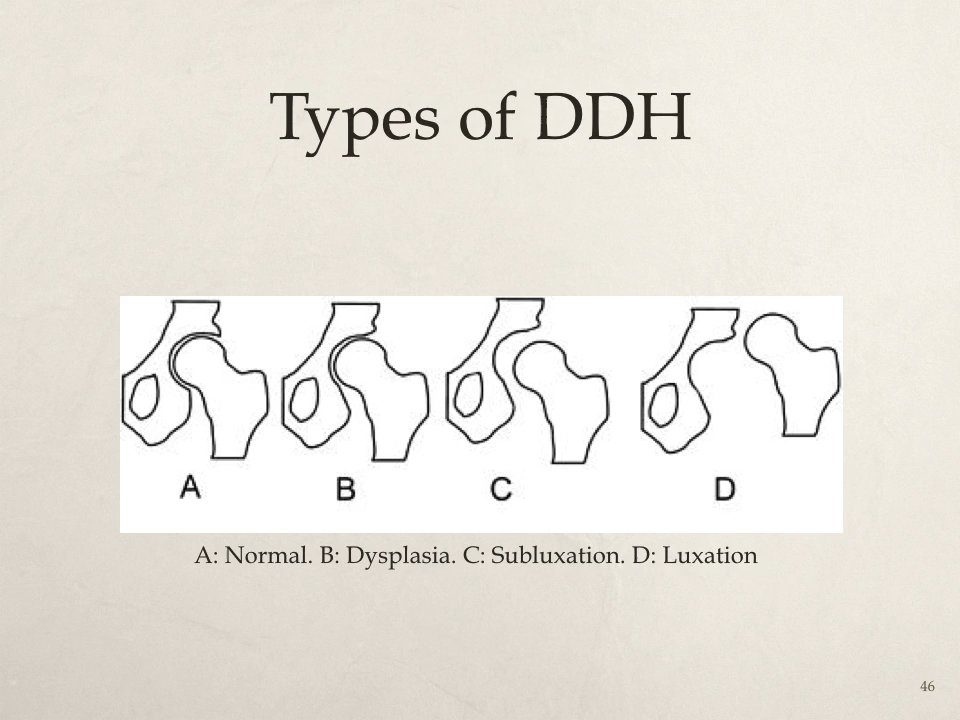 Types of DDH
A B C D
A: Normal. B: Dysplasia. C: Subluxation. D: Luxation
46